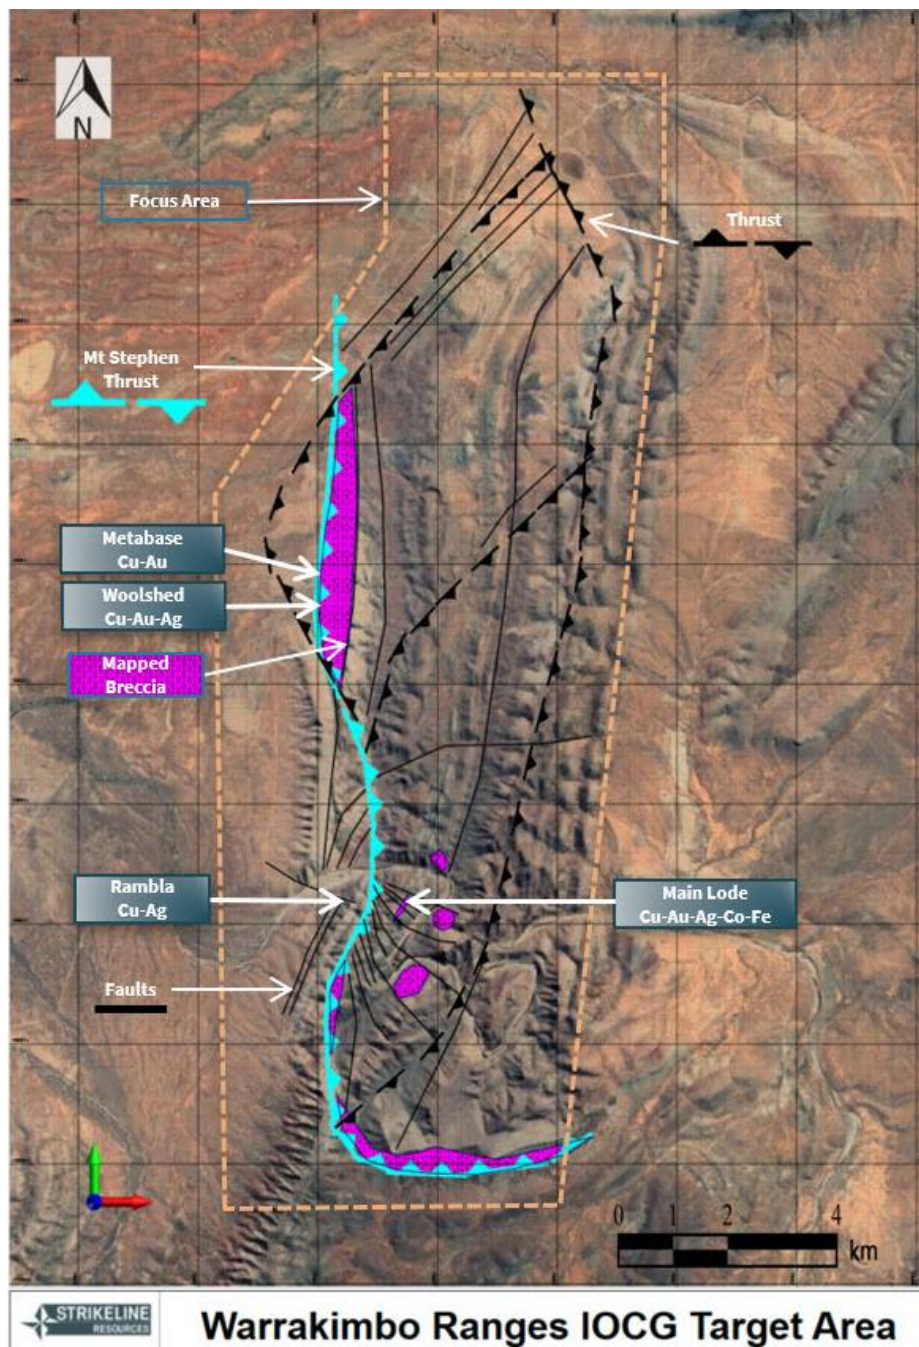 N
Focus Area
Thrust
Mt Stephen
Thrust
Metabase
Cu-Au
Woolshed
Cu-Au-Ag
Mapped
Breccia
Rambla
Cu-Ag
Main Lode
Cu-Au-Ag-Co-Fe
Faults
0 1 2 4
km
STRIKELINE
RESOURCES
Warrakimbo Ranges IOCG Target Area